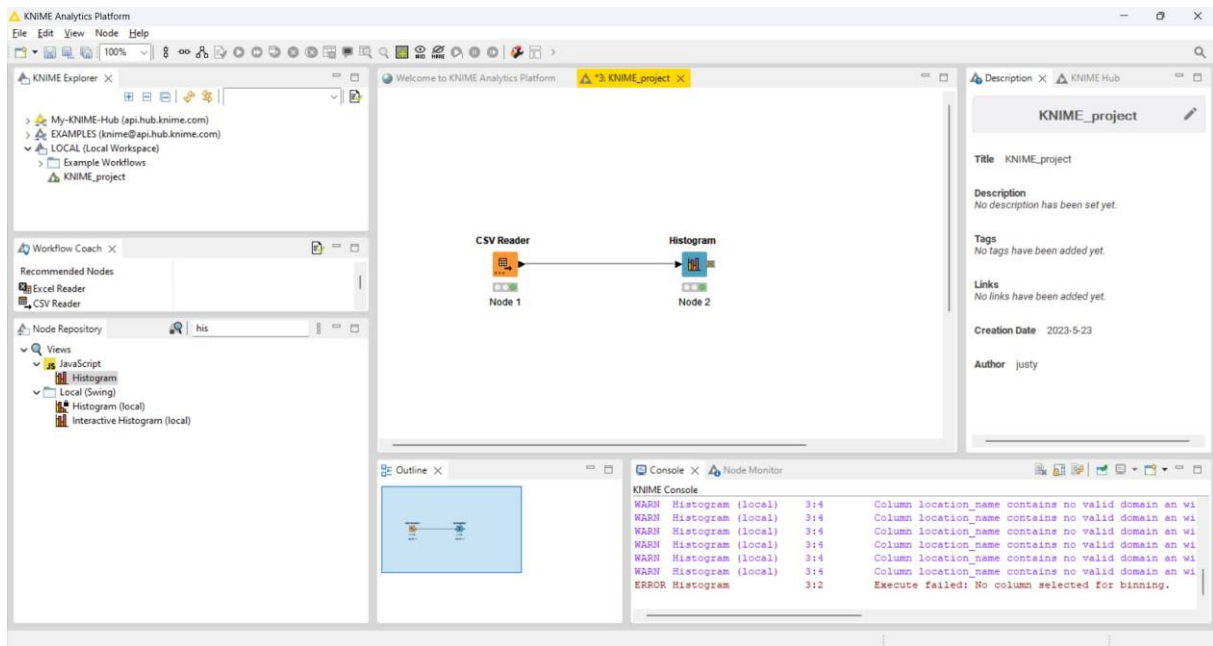 KNIME Analytics Platform
File Edit View Node Help
100%
KNIME Explorer
My-KNIME-Hub (api.hub.knime.com)
EXAMPLES (knime@api.hub.knime.com)
LOCAL (Local Workspace)
Example Workflows
KNIME_project
Workflow Coach
Recommended Nodes
Excel Reader
CSV Reader
Node Repository
his
Views
JS JavaScript
Histogram
Local (Swing)
Histogram (local)
Interactive Histogram (local)
Welcome to KNIME Analytics Platform
*3: KNIME_project
CSV Reader
Node 1
Histogram
Node 2
Outline
Console
Node Monitor
KNIME Console
WARN Histogram (local) 3:4 Column location_name contains no valid domain an wi
WARN Histogram (local) 3:4 Column location_name contains no valid domain an wi
WARN Histogram (local) 3:4 Column location_name contains no valid domain an wi
WARN Histogram (local) 3:4 Column location_name contains no valid domain an wi
WARN Histogram (local) 3:4 Column location_name contains no valid domain an wi
WARN Histogram (local) 3:4 Column location_name contains no valid domain an wi
ERROR Histogram 3:2 Execute failed: No column selected for binning.
Description
KNIME Hub
KNIME_project
Title KNIME_project
Description
No description has been set yet.
Tags
No tags have been added yet.
Links
No links have been added yet.
Creation Date 2023-5-23
Author justy